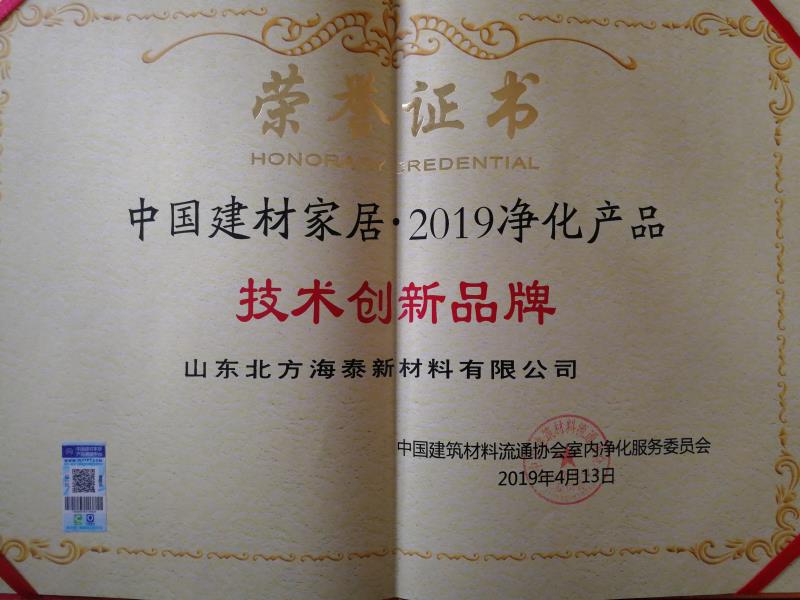 荣誉证书
HONORARY CREDENTIAL
中国建材家居·2019净化产品
技术创新品牌
山东北方海泰新材料有限公司
中国建筑材料流通协会室内净化服务委员会
2019年4月13日